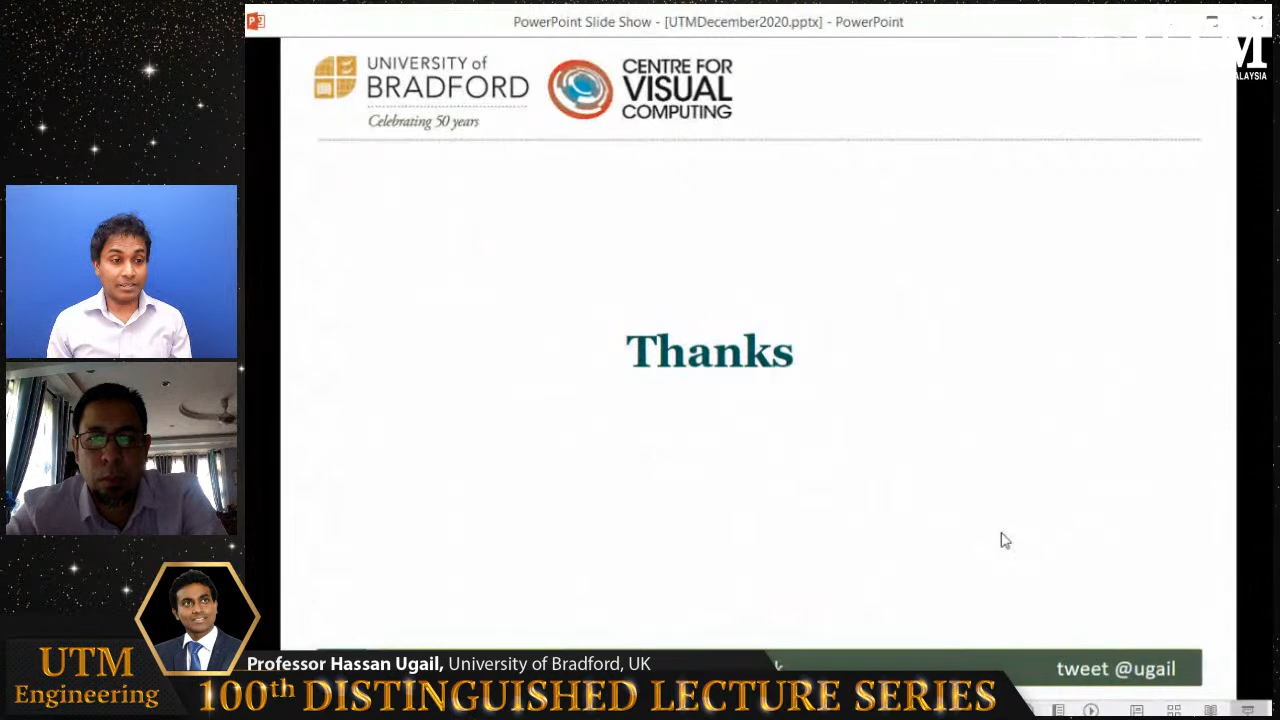 PowerPoint Slide Show - [UTMDecember2020.pptx] - PowerPoint
UNIVERSITY of
BRADFORD
Celebrating 50 years
CENTRE FOR
VISUAL
COMPUTING
Thanks
tweet @ugail
UTM
Engineering
Professor Hassan Ugail, University of Bradford, UK
100th DISTINGUISHED LECTURE SERIES